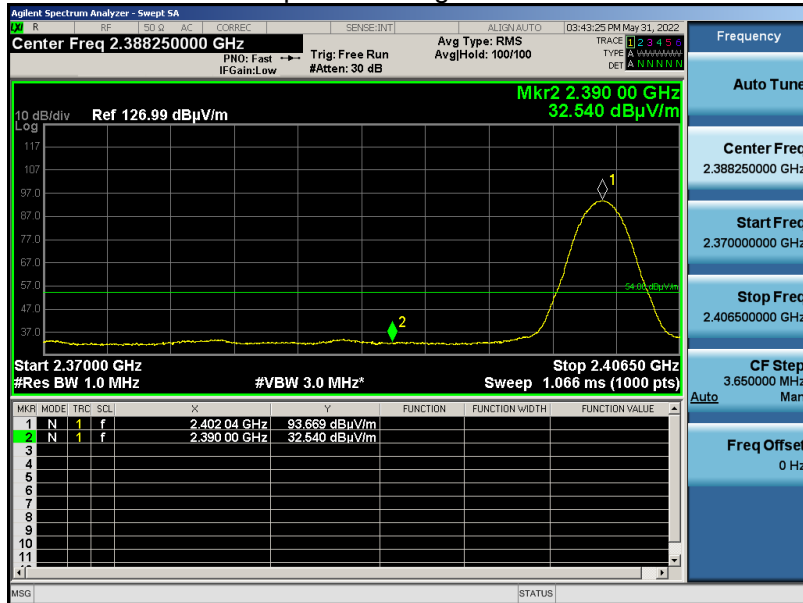 Agilent Spectrum Analyzer - Swept SA
LXI R RF 50 Ω AC CORREC SENSE:INT ALIGN AUTO 03:43:25 PM May 31, 2022
Center Freq 2.388250000 GHz
PNO: Fast
IFGain:Low
Trig: Free Run
#Atten: 30 dB
Avg Type: RMS
Avg|Hold: 100/100
TRACE 1 2 3 4 5 6
TYPE A WWWWW
DET A N N N N N
Mkr2 2.390 00 GHz
32.540 dBµV/m
10 dB/div Ref 126.99 dBµV/m
Log
117
107
97.0
87.0
77.0
67.0
57.0
47.0
37.0
1
2
54.00 dBµV/m
Start 2.37000 GHz Stop 2.40650 GHz
#Res BW 1.0 MHz #VBW 3.0 MHz* Sweep 1.066 ms (1000 pts)
MKR MODE TRC SCL X Y FUNCTION FUNCTION WIDTH FUNCTION VALUE
1 N 1 f 2.402 04 GHz 93.669 dBµV/m
2 N 1 f 2.390 00 GHz 32.540 dBµV/m
3
4
5
6
7
8
9
10
11
MSG STATUS
Frequency
Auto Tune
Center Freq
2.388250000 GHz
Start Freq
2.370000000 GHz
Stop Freq
2.406500000 GHz
CF Step
3.650000 MHz
Auto Man
Freq Offset
0 Hz